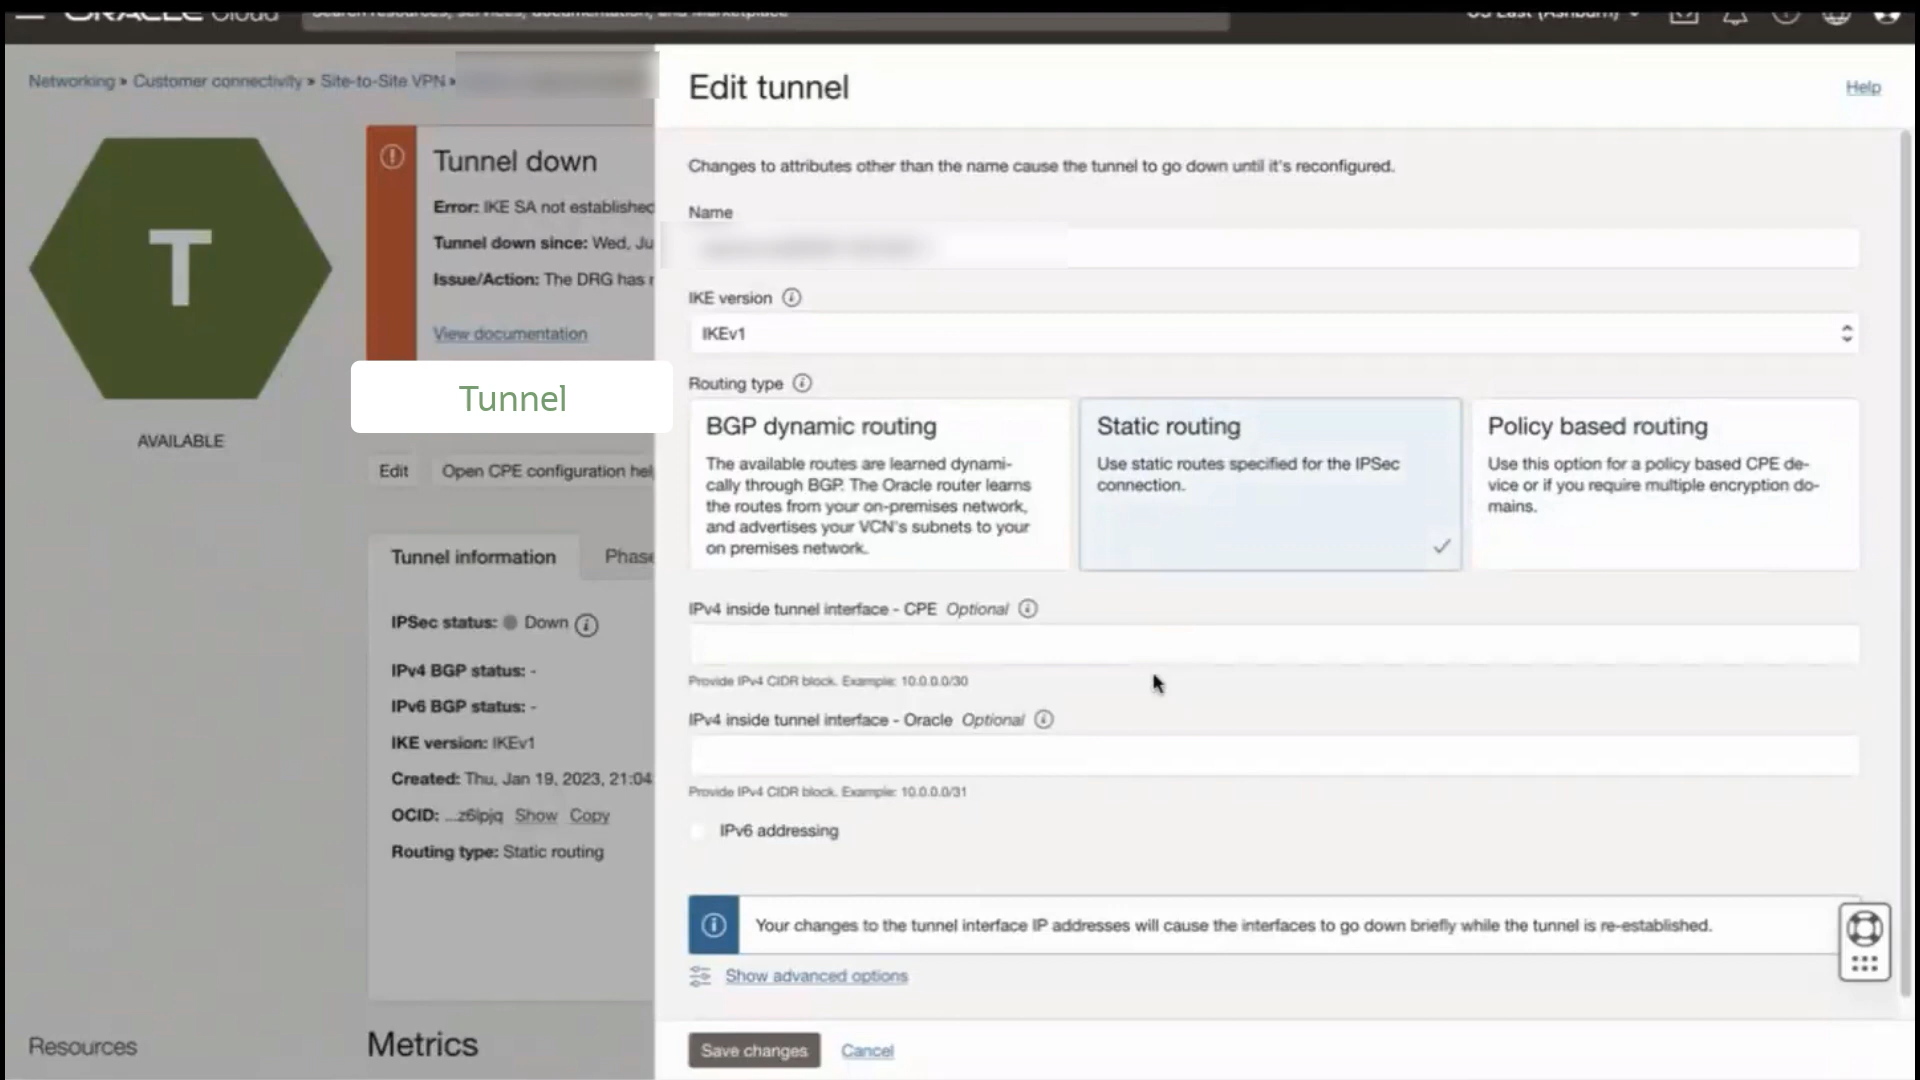 ORACLE Cloud
Search resources, services, documentation, and Marketplace
US East (Ashburn)
Networking » Customer connectivity » Site-to-Site VPN »
T
AVAILABLE
Tunnel down
Error: IKE SA not established
Tunnel down since: Wed, Ju
Issue/Action: The DRG has r
View documentation
Tunnel
Edit
Open CPE configuration hel
Tunnel information
Phase
IPSec status: Down
IPv4 BGP status: -
IPv6 BGP status: -
IKE version: IKEv1
Created: Thu, Jan 19, 2023, 21:04
OCID: ...z6lpjq Show Copy
Routing type: Static routing
Resources
Metrics
Edit tunnel
Help
Changes to attributes other than the name cause the tunnel to go down until it's reconfigured.
Name
IKE version
IKEv1
Routing type
BGP dynamic routing
The available routes are learned dynami-
cally through BGP. The Oracle router learns
the routes from your on-premises network,
and advertises your VCN's subnets to your
on premises network.
Static routing
Use static routes specified for the IPSec
connection.
Policy based routing
Use this option for a policy based CPE de-
vice or if you require multiple encryption do-
mains.
IPv4 inside tunnel interface - CPE Optional
Provide IPv4 CIDR block. Example: 10.0.0.0/30
IPv4 inside tunnel interface - Oracle Optional
Provide IPv4 CIDR block. Example: 10.0.0.0/31
IPv6 addressing
Your changes to the tunnel interface IP addresses will cause the interfaces to go down briefly while the tunnel is re-established.
Show advanced options
Save changes
Cancel